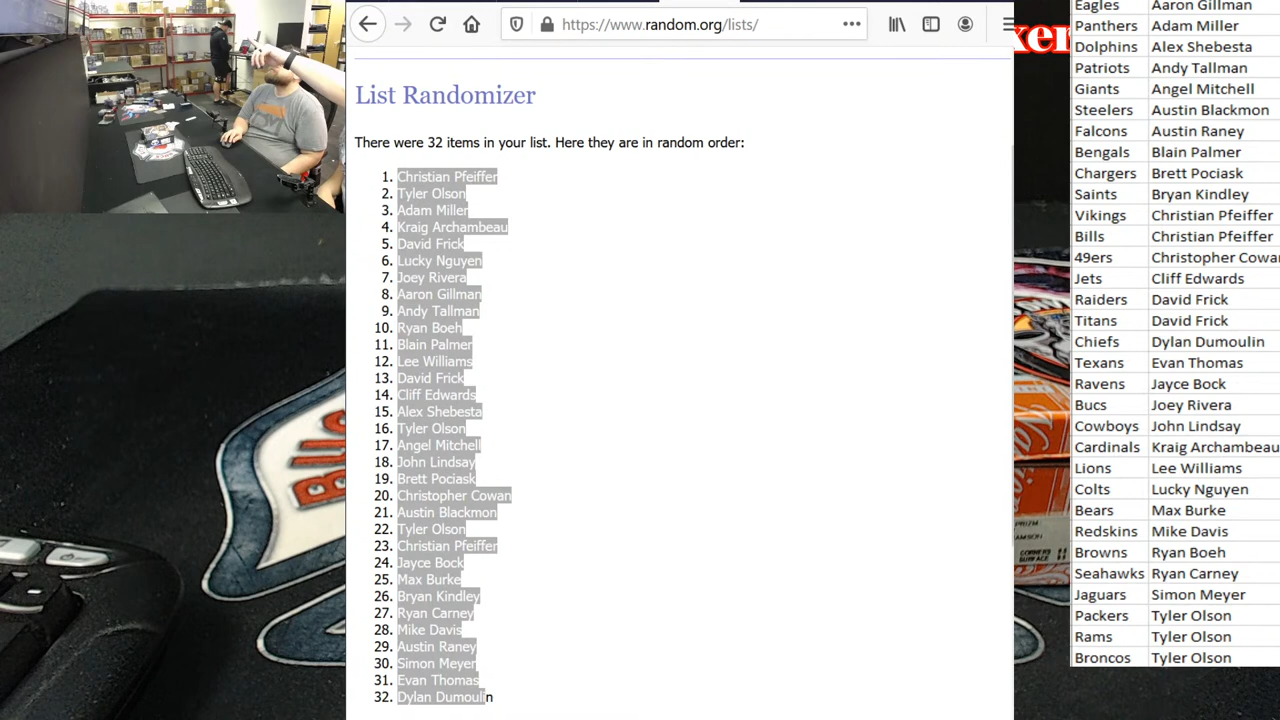 https://www.random.org/lists/
List Randomizer
There were 32 items in your list. Here they are in random order:
1. Christian Pfeiffer
2. Tyler Olson
3. Adam Miller
4. Kraig Archambeau
5. David Frick
6. Lucky Nguyen
7. Joey Rivera
8. Aaron Gillman
9. Andy Tallman
10. Ryan Boeh
11. Blain Palmer
12. Lee Williams
13. David Frick
14. Cliff Edwards
15. Alex Shebesta
16. Tyler Olson
17. Angel Mitchell
18. John Lindsay
19. Brett Pociask
20. Christopher Cowan
21. Austin Blackmon
22. Tyler Olson
23. Christian Pfeiffer
24. Jayce Bock
25. Max Burke
26. Bryan Kindley
27. Ryan Carney
28. Mike Davis
29. Austin Raney
30. Simon Meyer
31. Evan Thomas
32. Dylan Dumoulin
Eagles Aaron Gillman
Panthers Adam Miller
Dolphins Alex Shebesta
Patriots Andy Tallman
Giants Angel Mitchell
Steelers Austin Blackmon
Falcons Austin Raney
Bengals Blain Palmer
Chargers Brett Pociask
Saints Bryan Kindley
Vikings Christian Pfeiffer
Bills Christian Pfeiffer
49ers Christopher Cowan
Jets Cliff Edwards
Raiders David Frick
Titans David Frick
Chiefs Dylan Dumoulin
Texans Evan Thomas
Ravens Jayce Bock
Bucs Joey Rivera
Cowboys John Lindsay
Cardinals Kraig Archambeau
Lions Lee Williams
Colts Lucky Nguyen
Bears Max Burke
Redskins Mike Davis
Browns Ryan Boeh
Seahawks Ryan Carney
Jaguars Simon Meyer
Packers Tyler Olson
Rams Tyler Olson
Broncos Tyler Olson